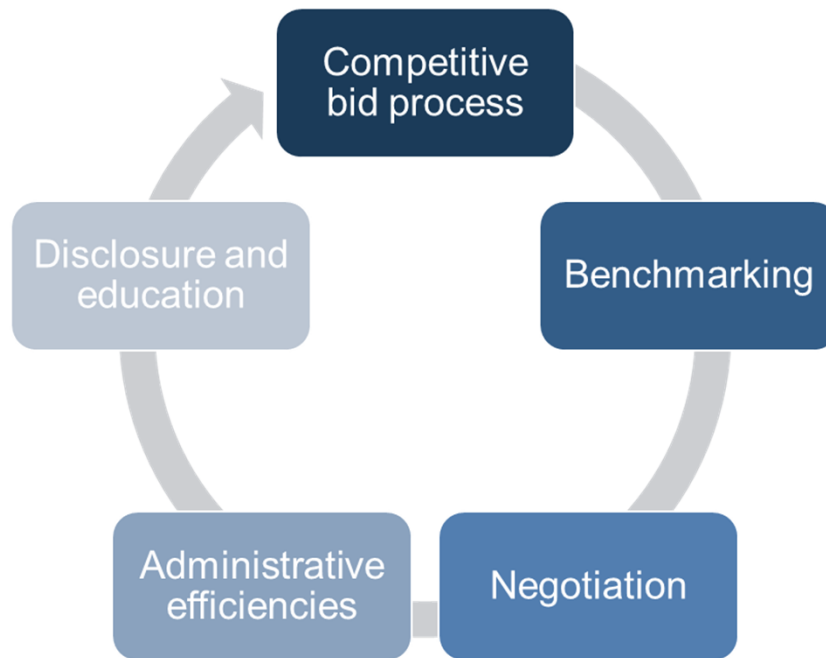 Competitive
bid process
Benchmarking
Negotiation
Administrative
efficiencies
Disclosure and
education